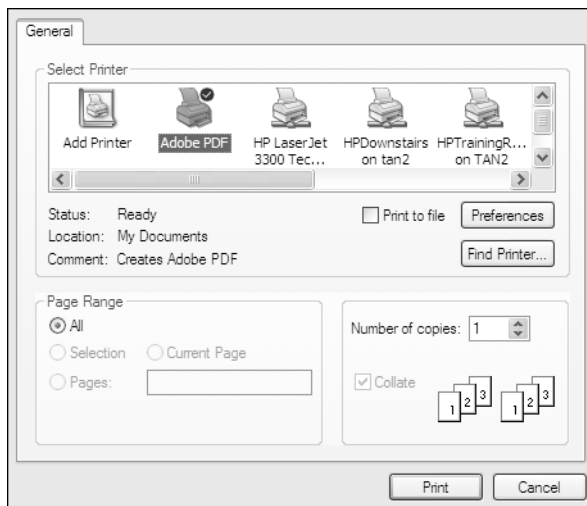 General
Select Printer
Add Printer
Adobe PDF
HP LaserJet
3300 Tec...
HPDownstairs
on tan2
HPTrainingR...
on TAN2
Status: Ready
Print to file
Preferences
Location: My Documents
Comment: Creates Adobe PDF
Find Printer...
Page Range
All
Selection
Current Page
Pages:
Number of copies: 1
Collate
1 2 3 1 2 3
Print
Cancel